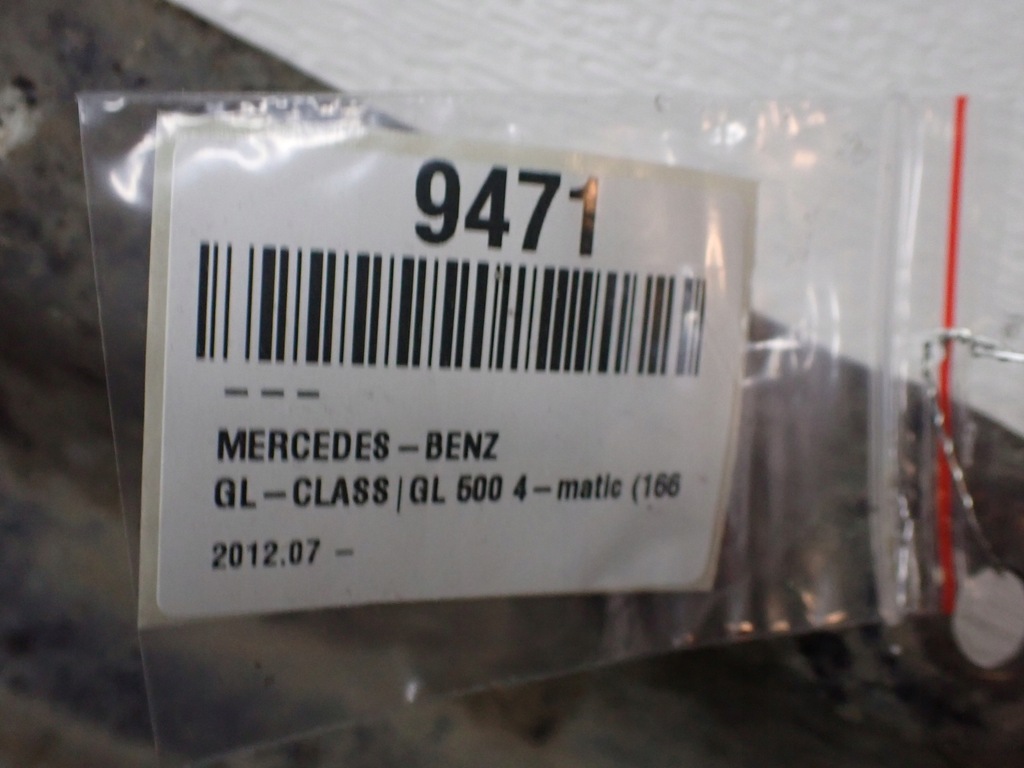 9471
– – –
MERCEDES – BENZ
GL – CLASS | GL 500 4 – matic (166
2012.07 –